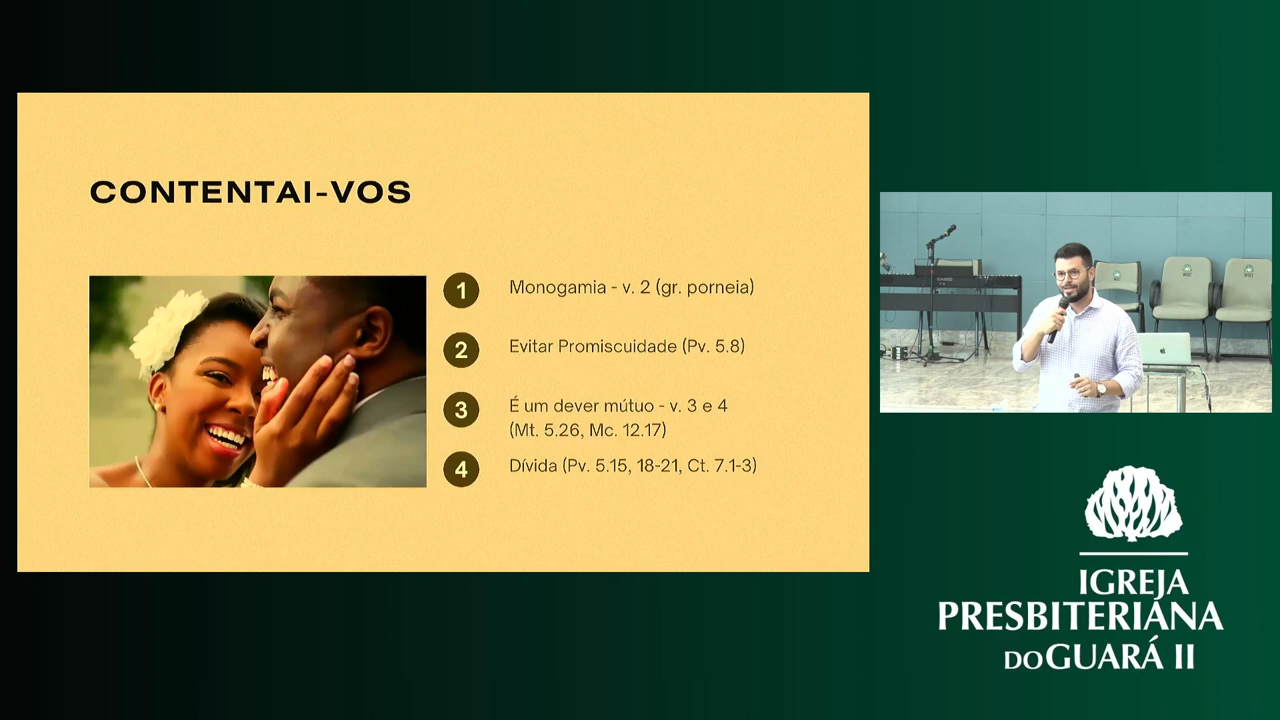 CONTENTAI-VOS
1 Monogamia - v. 2 (gr. porneia)
2 Evitar Promiscuidade (Pv. 5.8)
3 É um dever mútuo - v. 3 e 4
(Mt. 5.26, Mc. 12.17)
4 Dívida (Pv. 5.15, 18-21, Ct. 7.1-3)
IGREJA
PRESBITERIANA
DO GUARÁ II